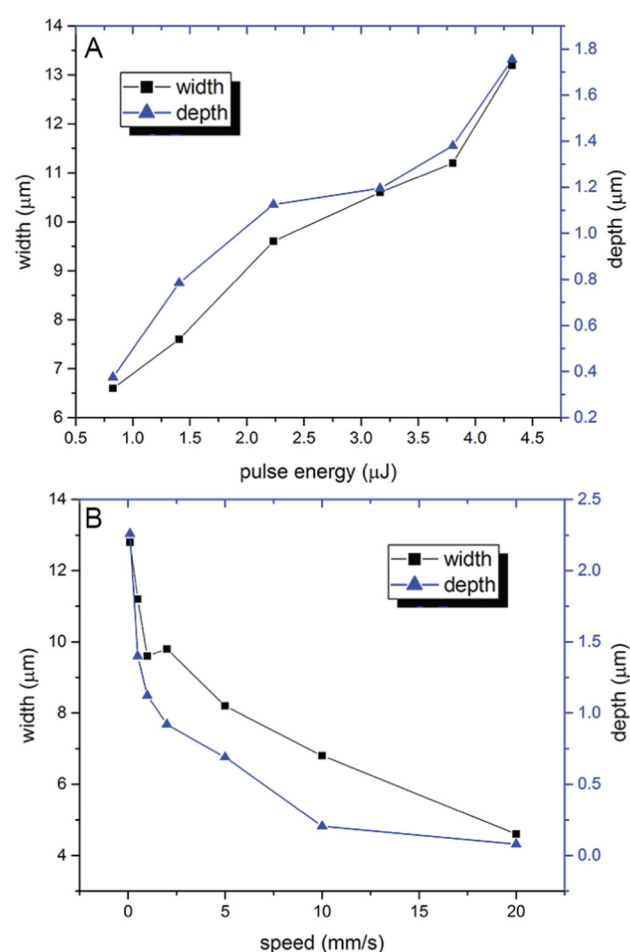 A
width
depth
14
13
12
11
10
9
8
7
6
width (μm)
1.8
1.6
1.4
1.2
1.0
0.8
0.6
0.4
0.2
depth (μm)
0.5 1.0 1.5 2.0 2.5 3.0 3.5 4.0 4.5
pulse energy (μJ)
B
width
depth
14
12
10
8
6
4
width (μm)
2.5
2.0
1.5
1.0
0.5
0.0
depth (μm)
0 5 10 15 20
speed (mm/s)